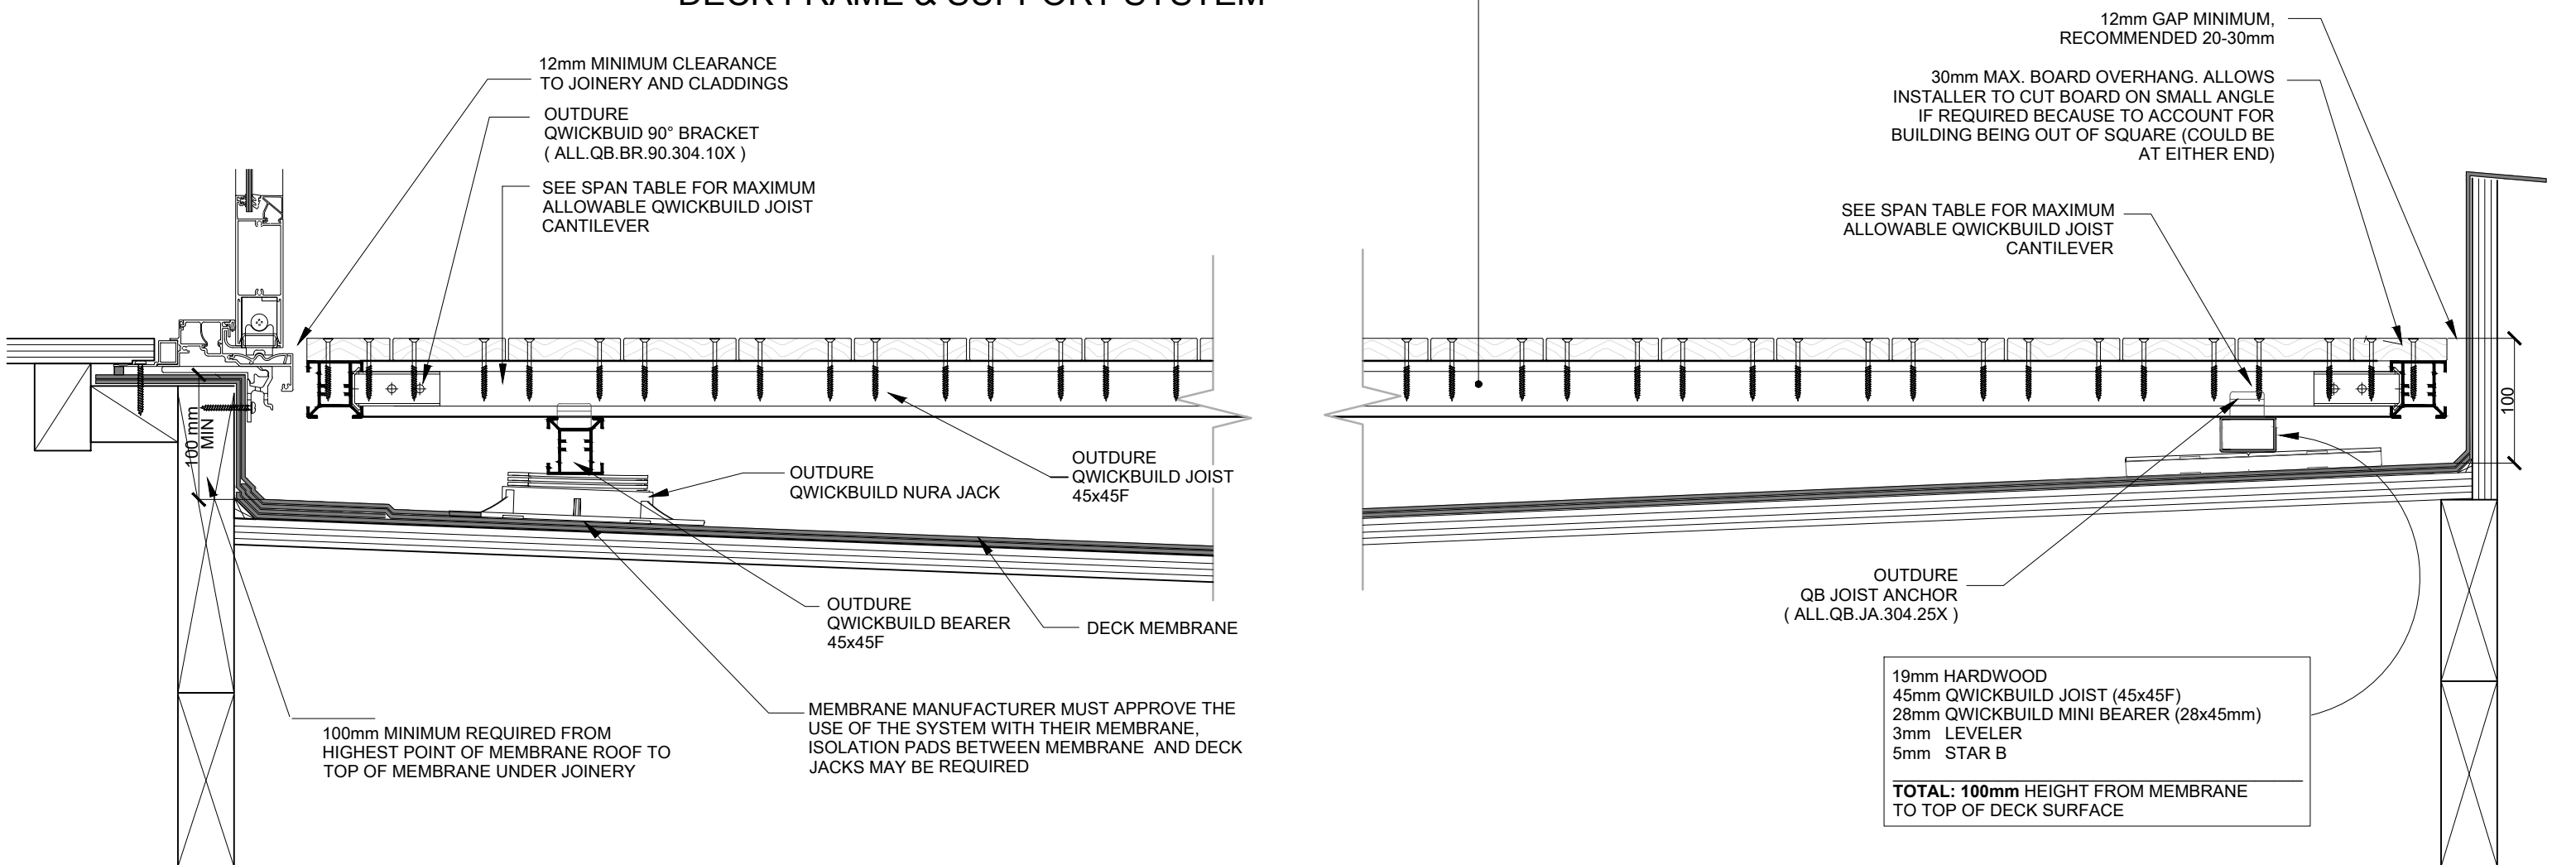 DECK FRAME & SUPPORT SYSTEM
12mm MINIMUM CLEARANCE
TO JOINERY AND CLADDINGS
OUTDURE
QWICKBUID 90° BRACKET
( ALL.QB.BR.90.304.10X )
SEE SPAN TABLE FOR MAXIMUM
ALLOWABLE QWICKBUILD JOIST
CANTILEVER
12mm GAP MINIMUM,
RECOMMENDED 20-30mm
30mm MAX. BOARD OVERHANG. ALLOWS
INSTALLER TO CUT BOARD ON SMALL ANGLE
IF REQUIRED BECAUSE TO ACCOUNT FOR
BUILDING BEING OUT OF SQUARE (COULD BE
AT EITHER END)
SEE SPAN TABLE FOR MAXIMUM
ALLOWABLE QWICKBUILD JOIST
CANTILEVER
100 mm
MIN
100
OUTDURE
QWICKBUILD NURA JACK
OUTDURE
QWICKBUILD JOIST
45x45F
OUTDURE
QWICKBUILD BEARER
45x45F
DECK MEMBRANE
OUTDURE
QB JOIST ANCHOR
( ALL.QB.JA.304.25X )
100mm MINIMUM REQUIRED FROM
HIGHEST POINT OF MEMBRANE ROOF TO
TOP OF MEMBRANE UNDER JOINERY
MEMBRANE MANUFACTURER MUST APPROVE THE
USE OF THE SYSTEM WITH THEIR MEMBRANE,
ISOLATION PADS BETWEEN MEMBRANE AND DECK
JACKS MAY BE REQUIRED
19mm HARDWOOD
45mm QWICKBUILD JOIST (45x45F)
28mm QWICKBUILD MINI BEARER (28x45mm)
3mm LEVELER
5mm STAR B
TOTAL: 100mm HEIGHT FROM MEMBRANE
TO TOP OF DECK SURFACE